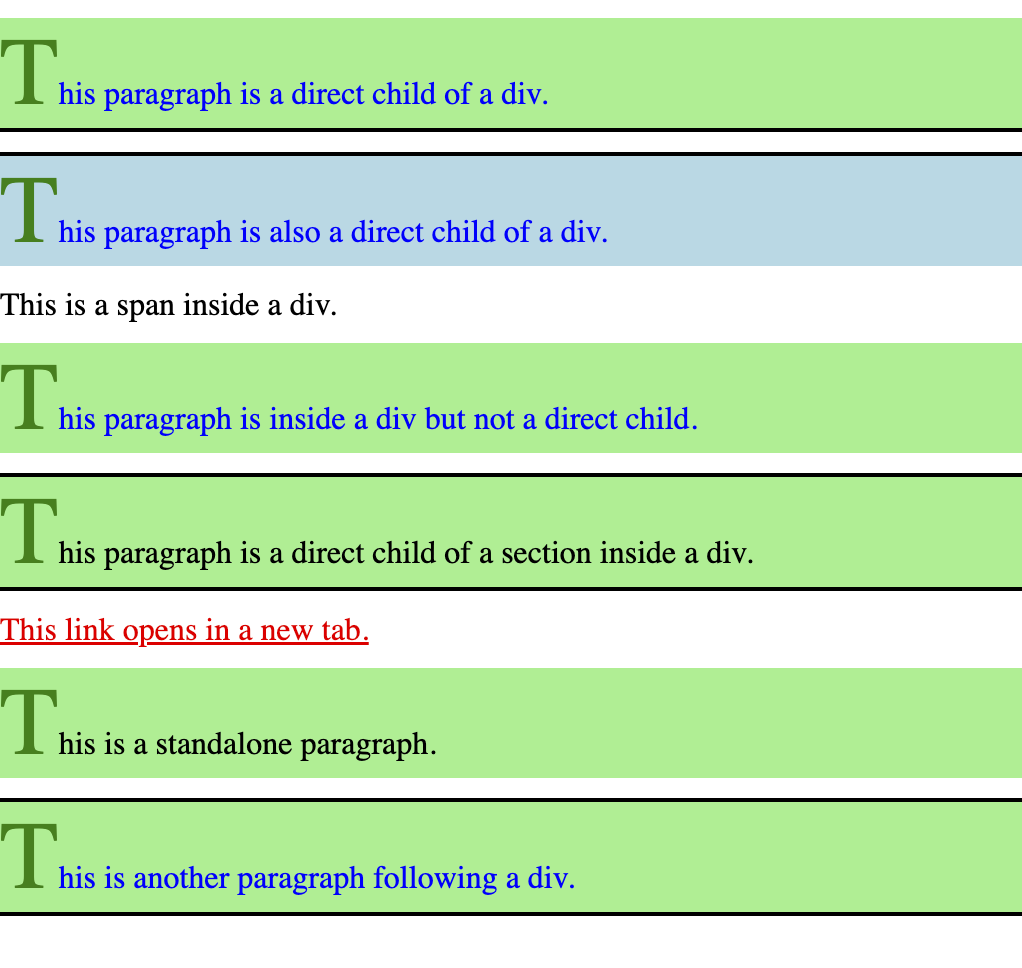 This paragraph is a direct child of a div.
This paragraph is also a direct child of a div.
This is a span inside a div.
This paragraph is inside a div but not a direct child.
This paragraph is a direct child of a section inside a div.
This link opens in a new tab.
This is a standalone paragraph.
This is another paragraph following a div.